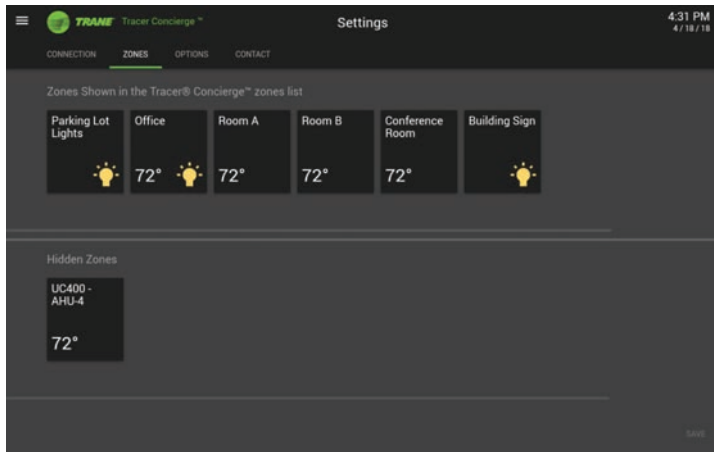 TRANE Tracer Concierge ™
Settings
4:31 PM
4/18/18
CONNECTION ZONES OPTIONS CONTACT
Zones Shown in the Tracer® Concierge™ zones list
Parking Lot
Lights
Office
72°
Room A
72°
Room B
72°
Conference
Room
72°
Building Sign
Hidden Zones
UC400 -
AHU-4
72°
SAVE